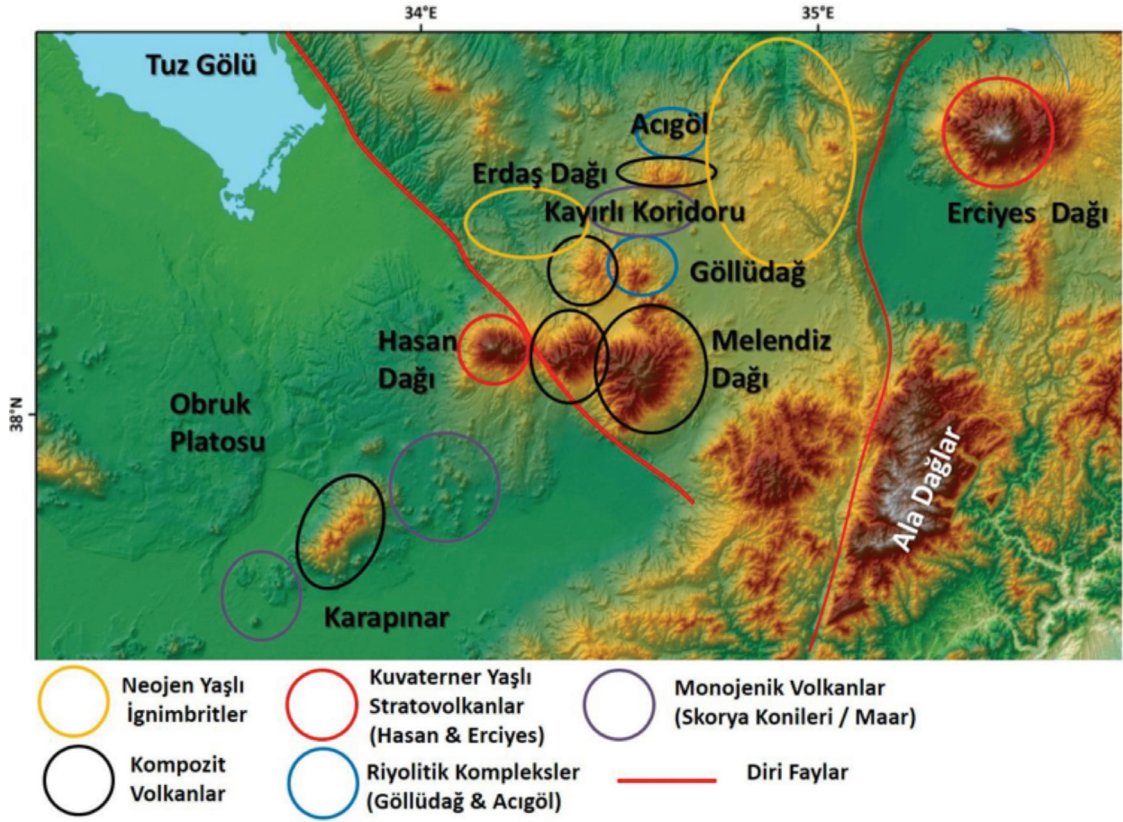 34°E
35°E
Tuz Gölü
Acıgöl
Erdaş Dağı
Kayırlı Koridoru
Erciyes Dağı
Göllüdağ
Hasan
Dağı
Melendiz
Dağı
38°N
Obruk
Platosu
Ala Dağlar
Karapınar
Neojen Yaşlı
İgnimbritler
Kuvaterner Yaşlı
Stratovolkanlar
(Hasan & Erciyes)
Monojenik Volkanlar
(Skorya Konileri / Maar)
Kompozit
Volkanlar
Riyolitik Kompleksler
(Göllüdağ & Acıgöl)
Diri Faylar